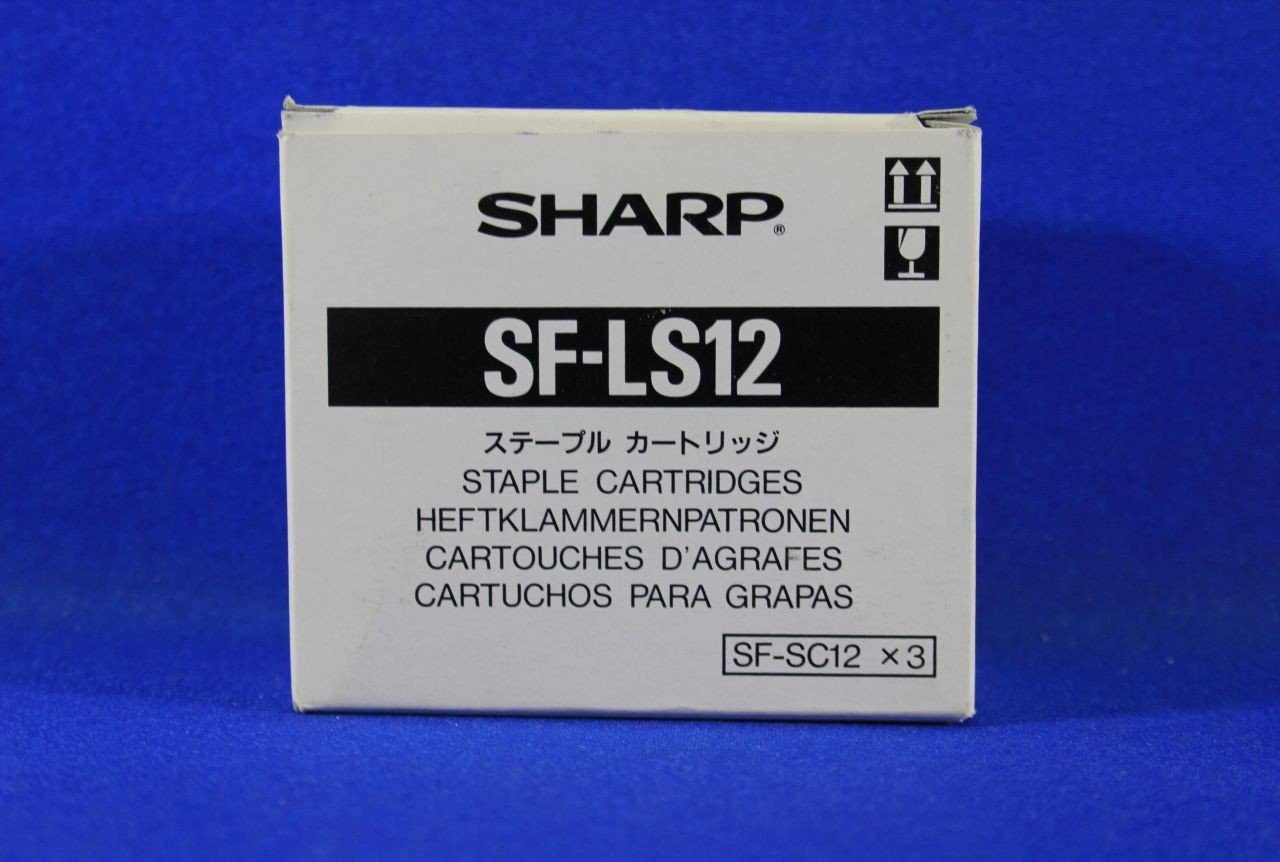 SHARP®
SF-LS12
ステープル カートリッジ
STAPLE CARTRIDGES
HEFTKLAMMERNPATRONEN
CARTOUCHES D'AGRAFES
CARTUCHOS PARA GRAPAS
SF-SC12 ×3